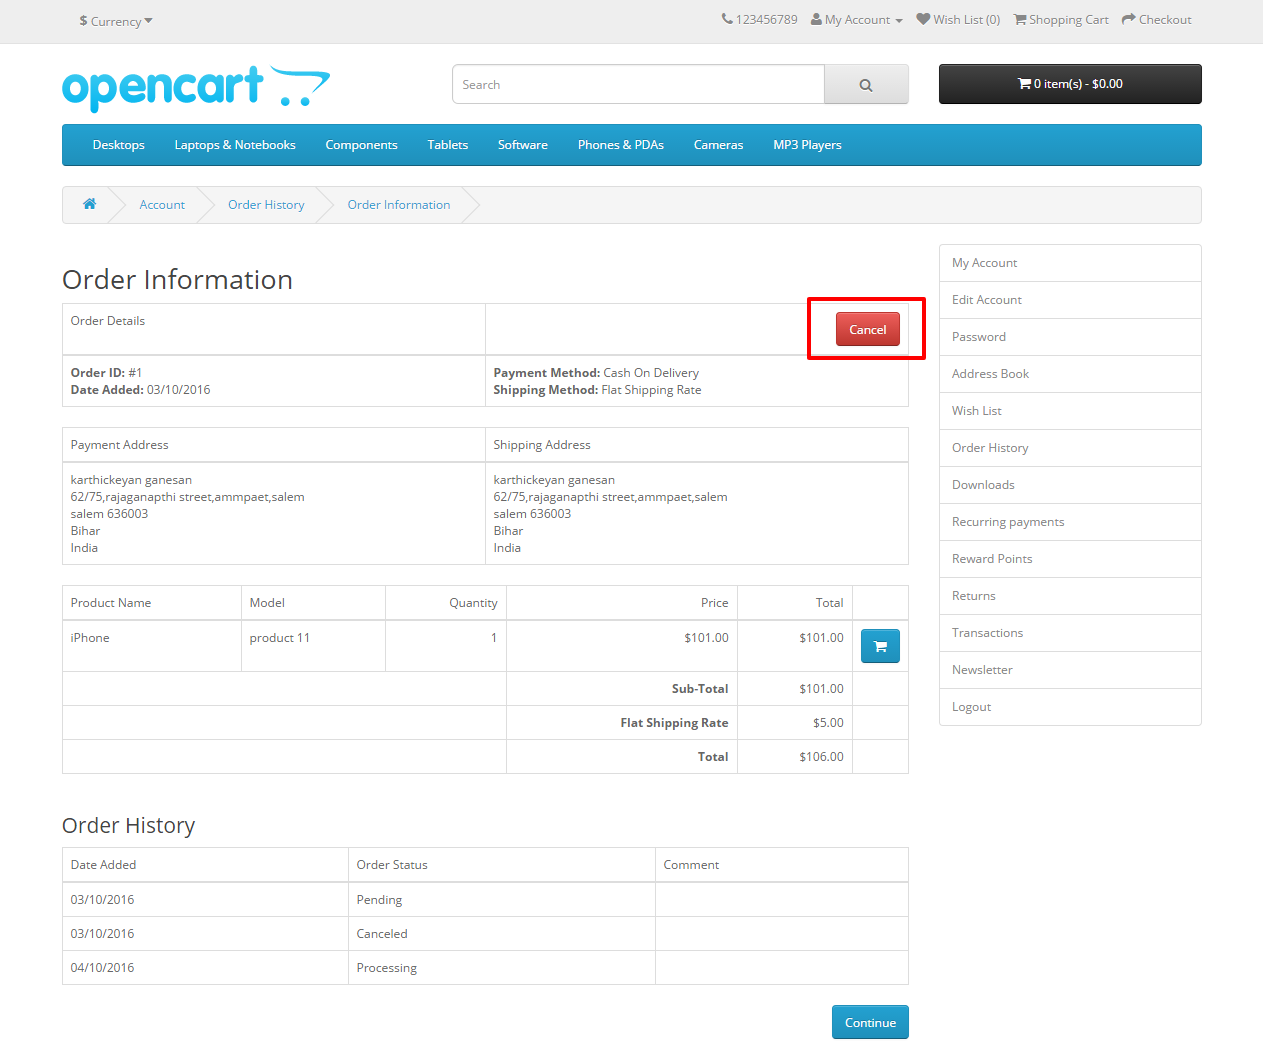 $ Currency
123456789 My Account Wish List (0) Shopping Cart Checkout
opencart
Search
0 item(s) - $0.00
Desktops Laptops & Notebooks Components Tablets Software Phones & PDAs Cameras MP3 Players
Account Order History Order Information
Order Information
Order Details
Cancel
Order ID: #1
Date Added: 03/10/2016
Payment Method: Cash On Delivery
Shipping Method: Flat Shipping Rate
Payment Address
karthickeyan ganesan
62/75,rajaganapthi street,ammpaet,salem
salem 636003
Bihar
India
Shipping Address
karthickeyan ganesan
62/75,rajaganapthi street,ammpaet,salem
salem 636003
Bihar
India
Product Name Model Quantity Price Total
iPhone product 11 1 $101.00 $101.00
Sub-Total $101.00
Flat Shipping Rate $5.00
Total $106.00
Order History
Date Added Order Status Comment
03/10/2016 Pending
03/10/2016 Canceled
04/10/2016 Processing
Continue
My Account
Edit Account
Password
Address Book
Wish List
Order History
Downloads
Recurring payments
Reward Points
Returns
Transactions
Newsletter
Logout